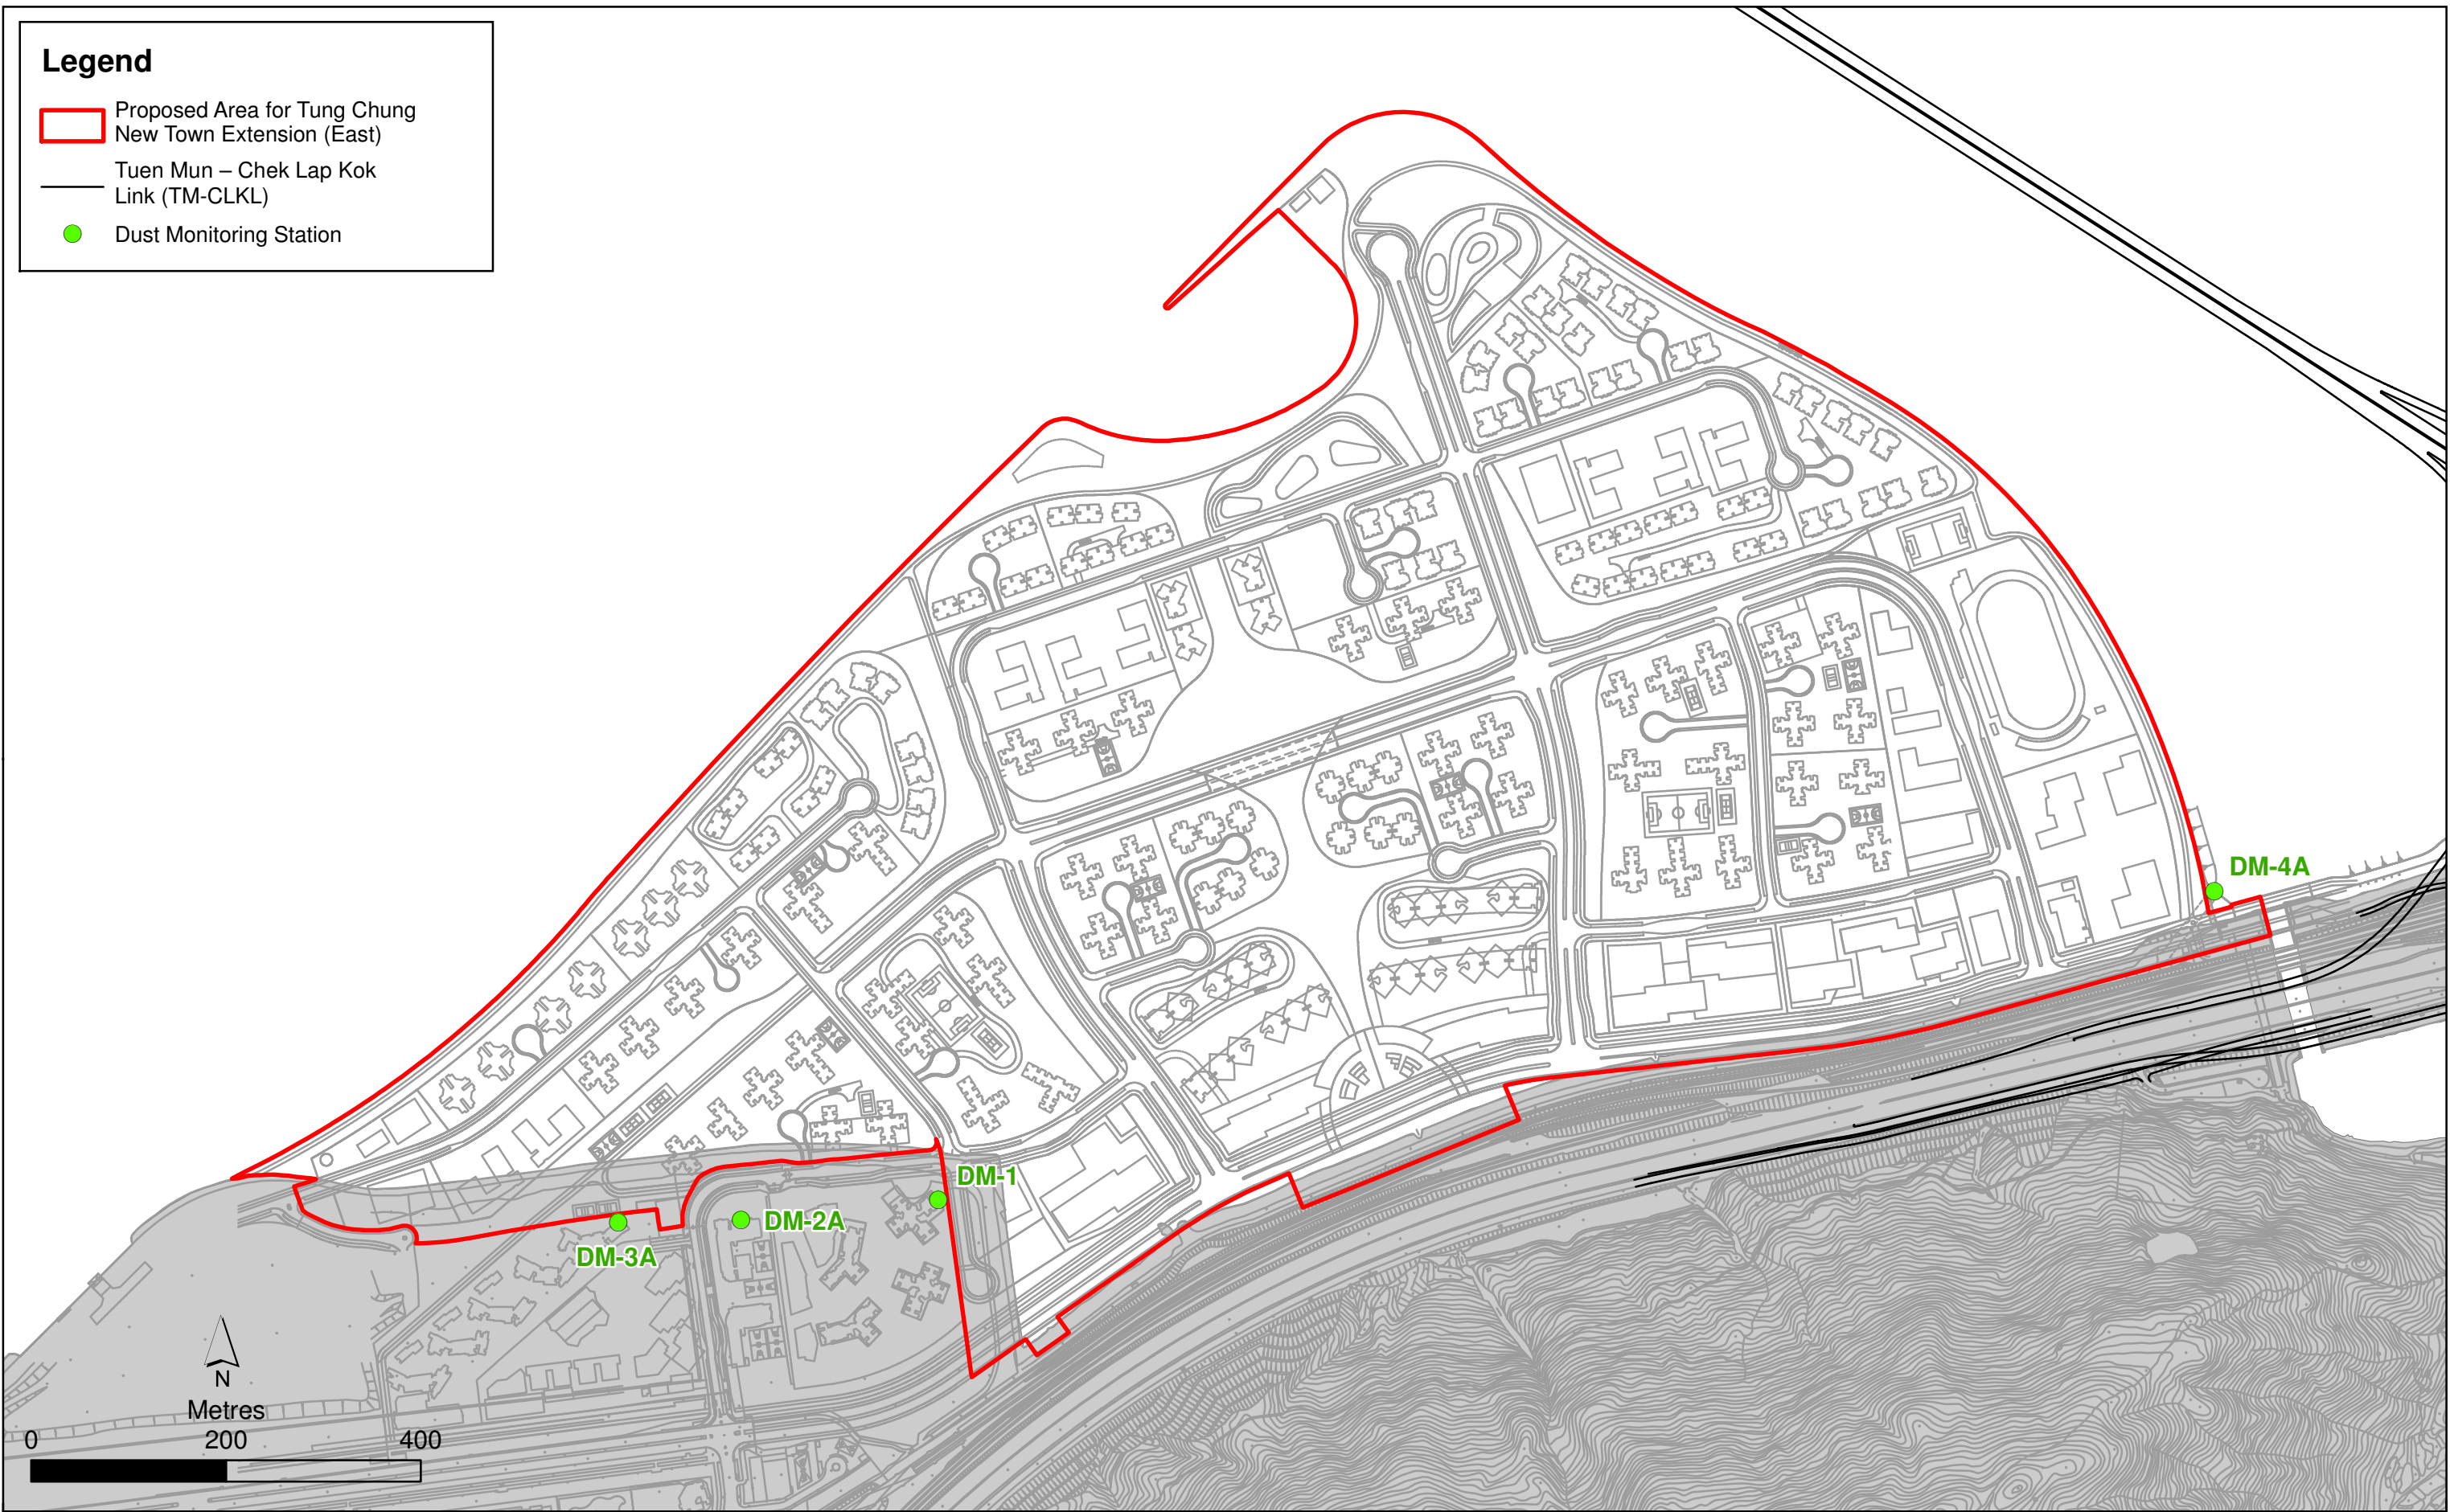 Legend
Proposed Area for Tung Chung
New Town Extension (East)
Tuen Mun – Chek Lap Kok
Link (TM-CLKL)
Dust Monitoring Station
DM-4A
DM-1
DM-2A
DM-3A
N
Metres
0 200 400